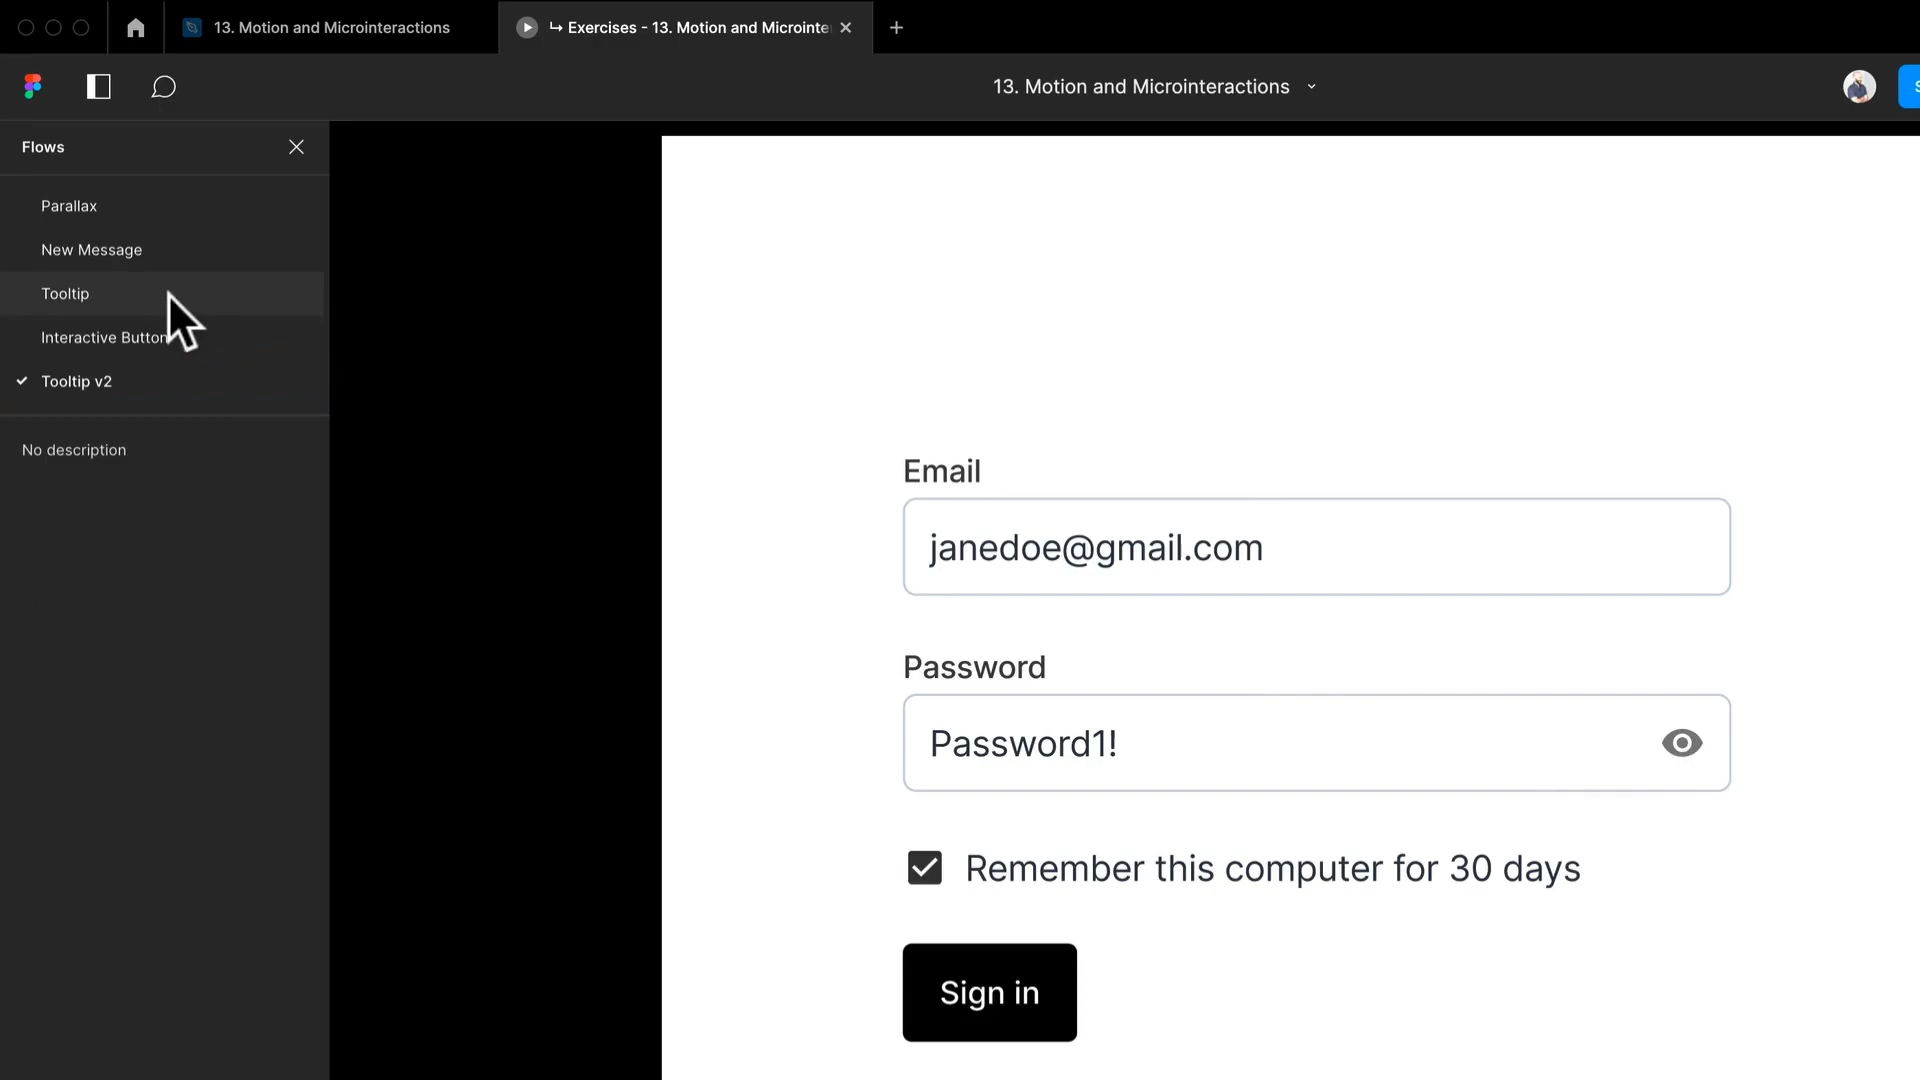 13. Motion and Microinteractions
↳ Exercises - 13. Motion and Microinte
13. Motion and Microinteractions
Flows
Parallax
New Message
Tooltip
Interactive Button
Tooltip v2
No description
Email
janedoe@gmail.com
Password
Password1!
Remember this computer for 30 days
Sign in